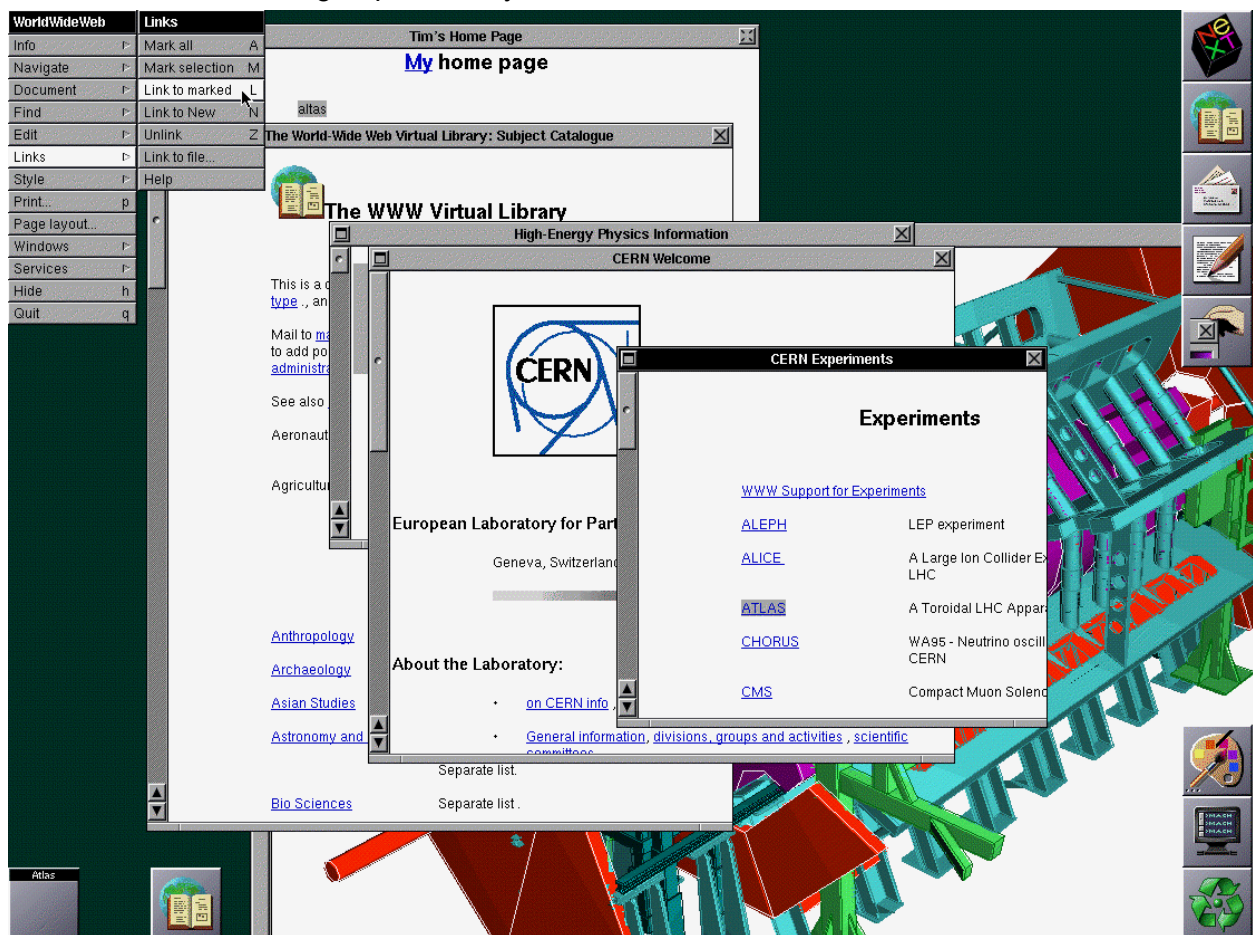 WorldWideWeb
Info
Navigate
Document
Find
Edit
Links
Style
Print... p
Page layout...
Windows
Services
Hide h
Quit q
Links
Mark all A
Mark selection M
Link to marked L
Link to New N
Unlink Z
Link to file...
Help
Tim's Home Page
My home page
altas
The World-Wide Web Virtual Library: Subject Catalogue
The WWW Virtual Library
This is a
type ., an
Mail to
to add po
administra
See also
Aeronaut
Agricultu
Anthropology
Archaeology
Asian Studies
Astronomy and
Separate list.
Bio Sciences Separate list .
High-Energy Physics Information
CERN Welcome
CERN
European Laboratory for Part
Geneva, Switzerland
About the Laboratory:
• on CERN info ,
• General information, divisions, groups and activities , scientific
committees
CERN Experiments
Experiments
WWW Support for Experiments
ALEPH LEP experiment
ALICE A Large Ion Collider Ex
LHC
ATLAS A Toroidal LHC Appar
CHORUS WA95 - Neutrino oscill
CERN
CMS Compact Muon Soleno
NeXT
Atlas